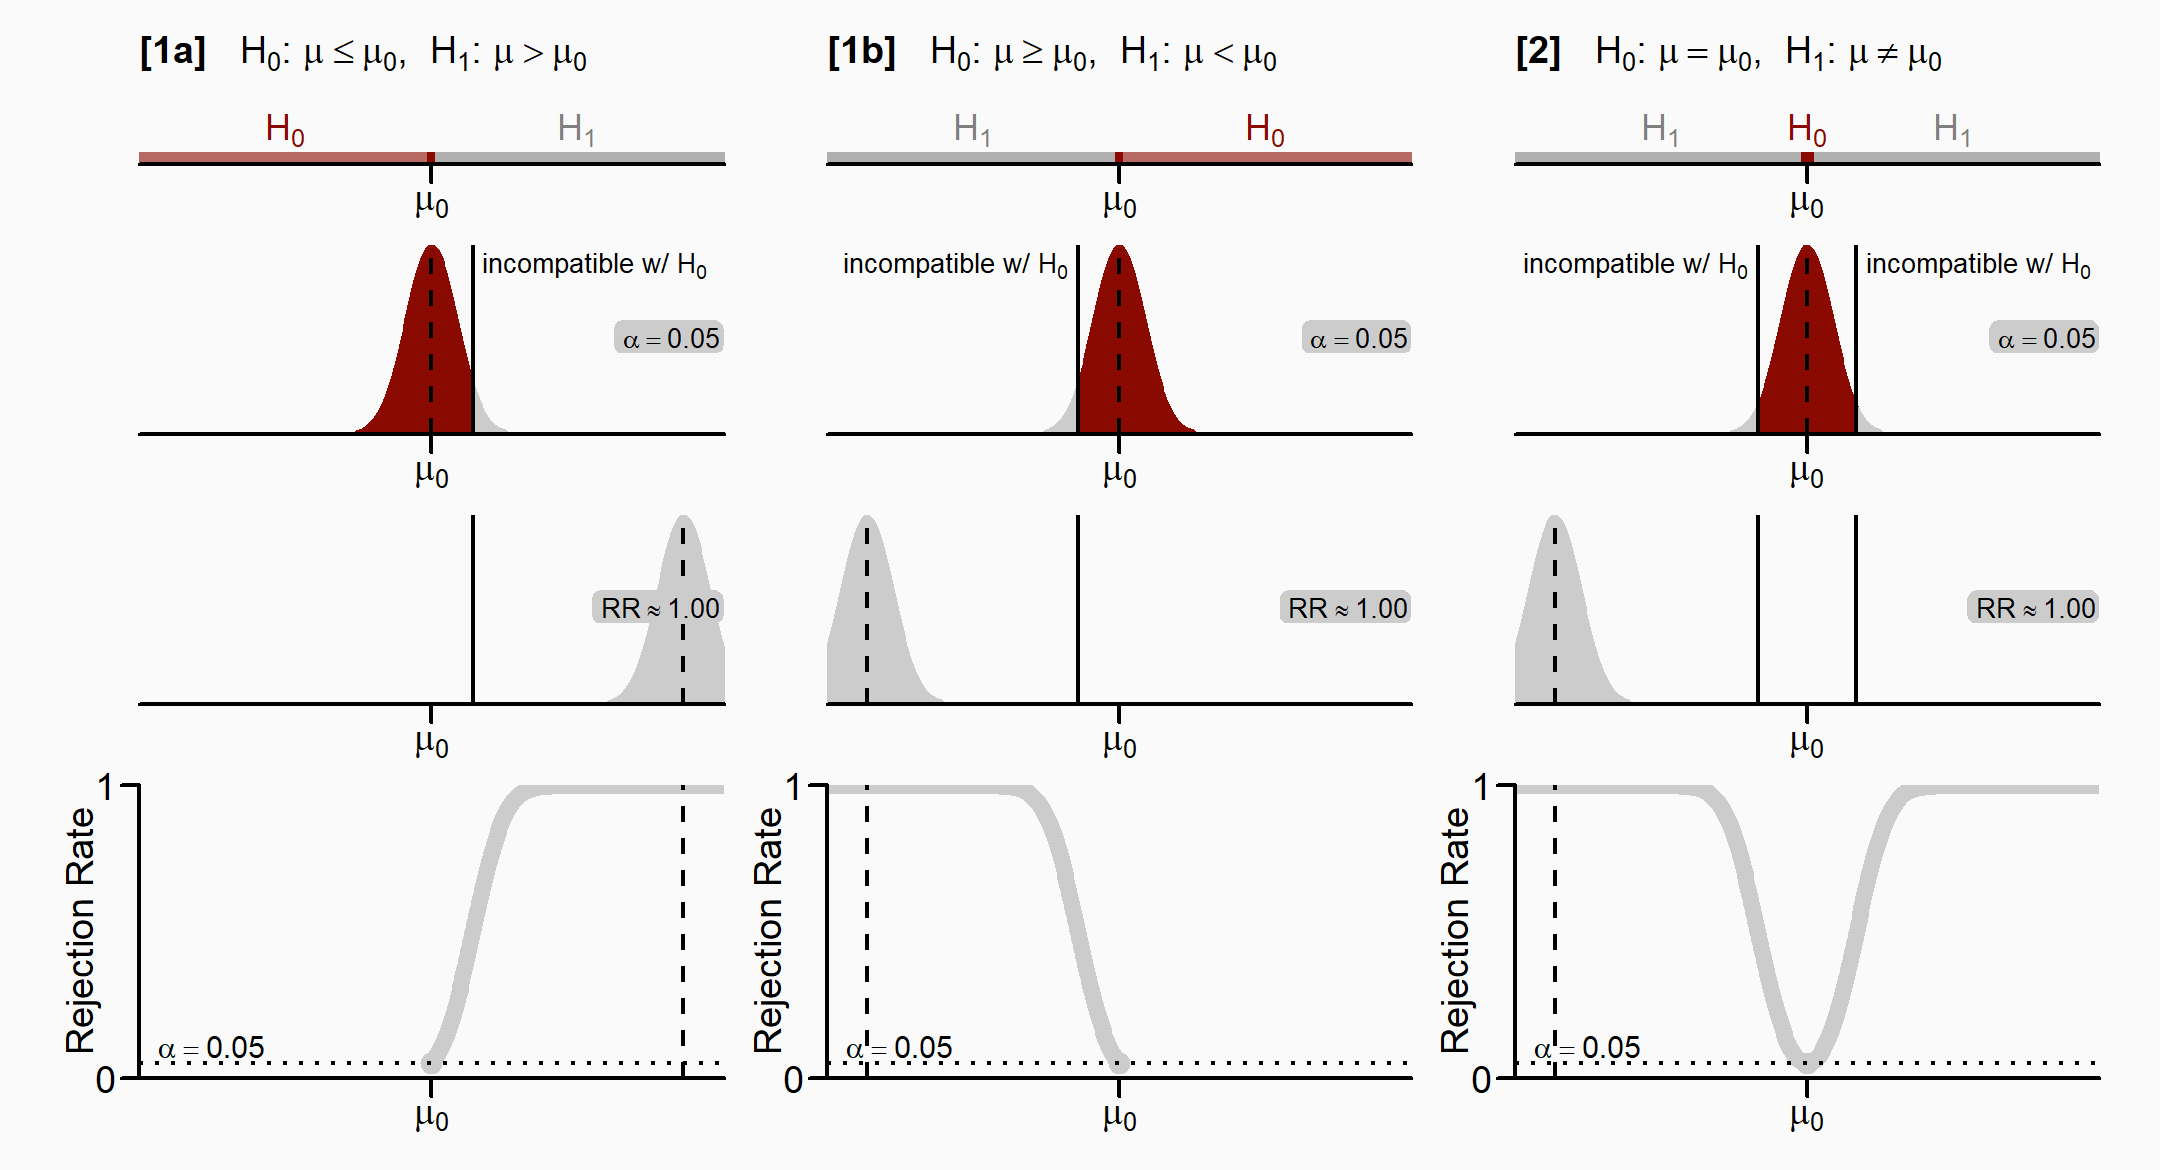 [1a] H₀: μ ≤ μ₀, H₁: μ > μ₀
H₀ H₁
μ₀
incompatible w/ H₀
α = 0.05
μ₀
RR ≈ 1.00
μ₀
Rejection Rate
1
α = 0.05
0
μ₀
[1b] H₀: μ ≥ μ₀, H₁: μ < μ₀
H₁ H₀
μ₀
incompatible w/ H₀
α = 0.05
μ₀
RR ≈ 1.00
μ₀
Rejection Rate
1
α = 0.05
0
μ₀
[2] H₀: μ = μ₀, H₁: μ ≠ μ₀
H₁ H₀ H₁
μ₀
incompatible w/ H₀ incompatible w/ H₀
α = 0.05
μ₀
RR ≈ 1.00
μ₀
Rejection Rate
1
α = 0.05
0
μ₀